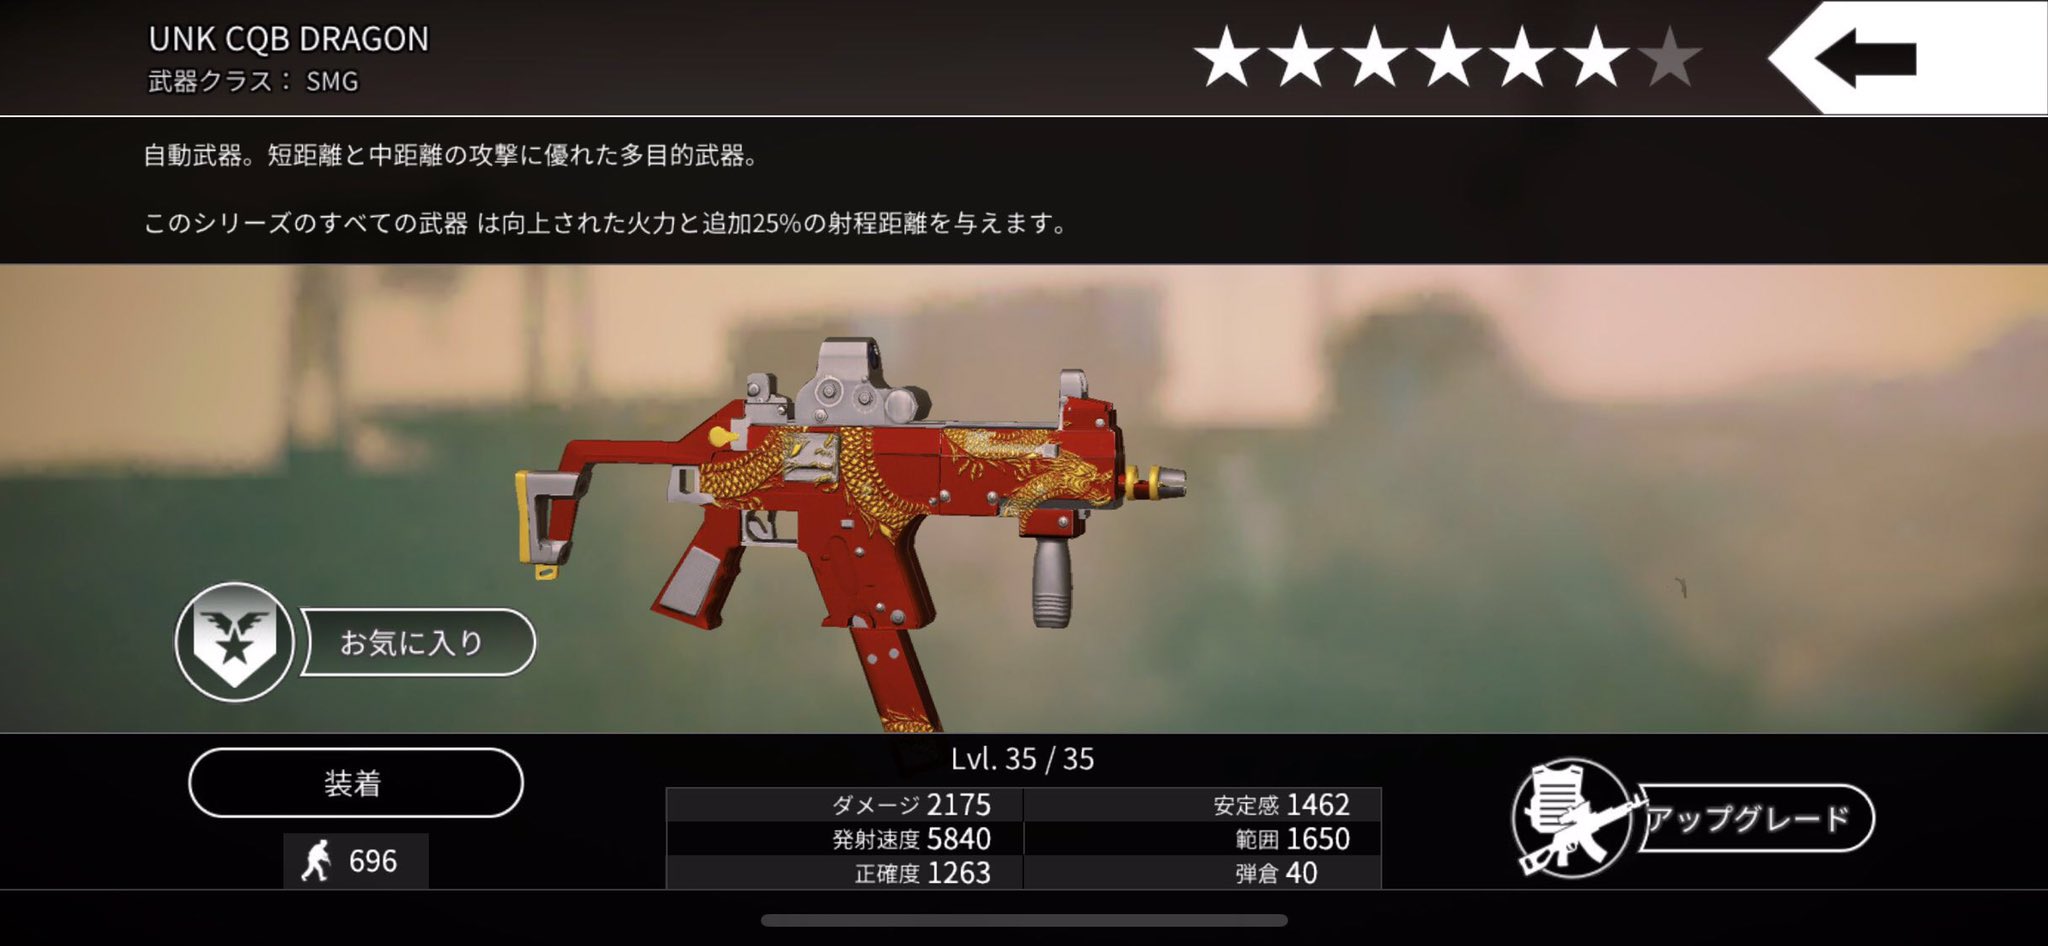 UNK CQB DRAGON
武器クラス： SMG
自動武器。短距離と中距離の攻撃に優れた多目的武器。
このシリーズのすべての武器 は向上された火力と追加25%の射程距離を与えます。
お気に入り
装着
696
Lvl. 35 / 35
ダメージ 2175
安定感 1462
発射速度 5840
範囲 1650
正確度 1263
弾倉 40
アップグレード